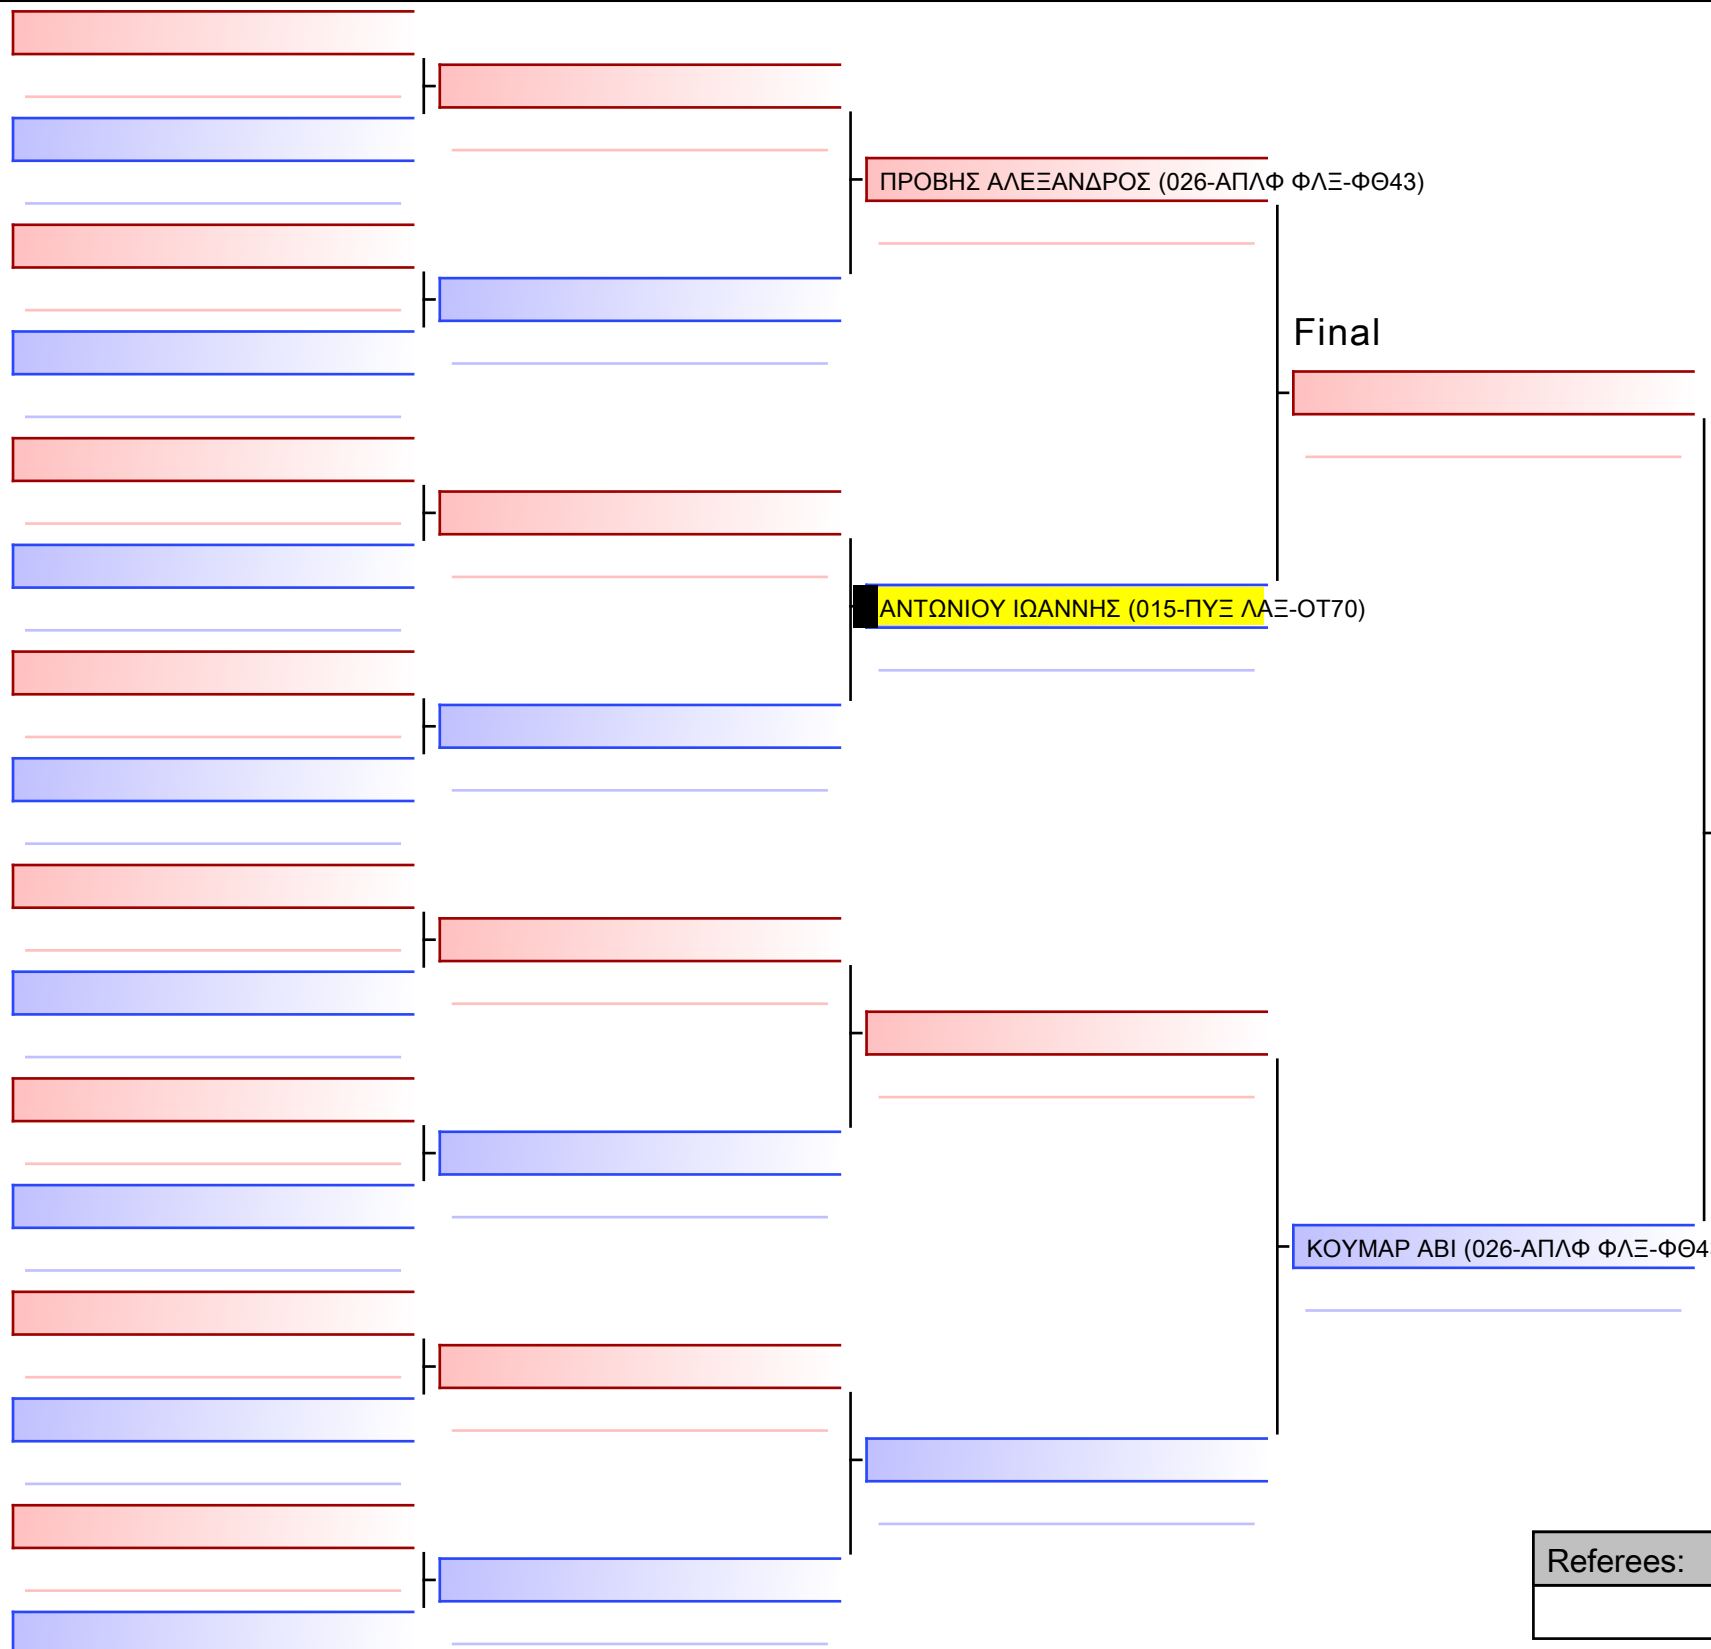 ΠΡΟΒΗΣ ΑΛΕΞΑΝΔΡΟΣ (026-ΑΠΛΦ ΦΛΞ-ΦΘ43)
Final
ΑΝΤΩΝΙΟΥ ΙΩΑΝΝΗΣ (015-ΠΥΞ ΛΑΞ-ΟΤ70)
ΚΟΥΜΑΡ ΑΒΙ (026-ΑΠΛΦ ΦΛΞ-ΦΘ4
Referees: